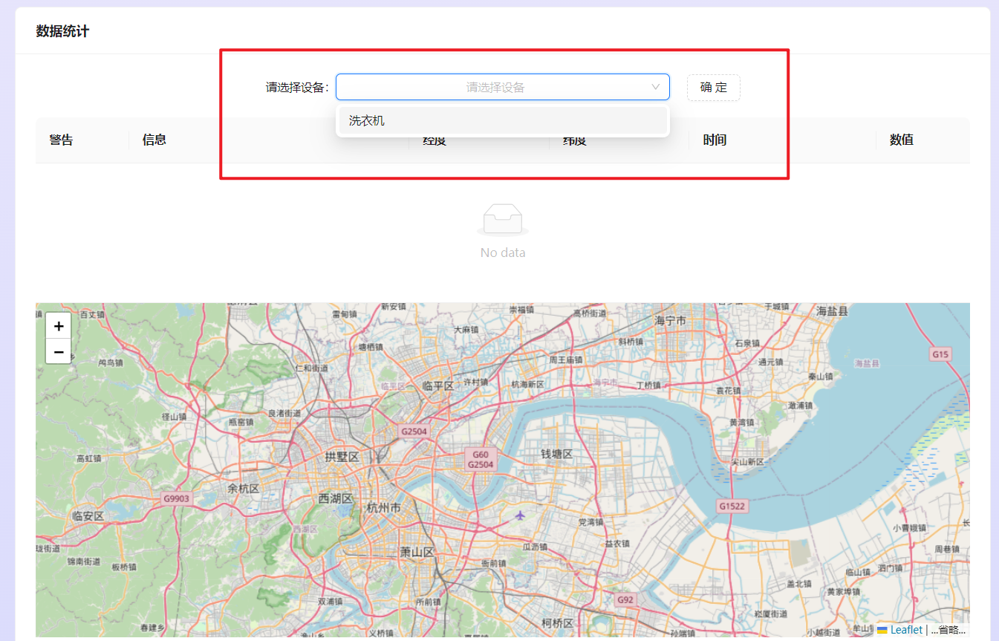 数据统计
请选择设备：
请选择设备
确 定
洗衣机
警告
信息
经度
纬度
时间
数值
No data
+
−
百丈镇
雷甸镇
新安镇
崇福镇
高桥街道
海宁市
于城镇
海盐县
大麻镇
塘栖镇
斜桥镇
石泉镇
G15
鸬鸟镇
仁和街道
周王庙镇
通元镇
海盐县
秦山镇
临平区
临平区
许村镇
杭海新区
海宁市
丁桥镇
袁花镇
澉浦镇
径山镇
瓶窑镇
良渚街道
G2504
黄湾镇
高虹镇
拱墅区
G60
G2504
钱塘区
尖山新区
余杭区
G9903
西湖区
杭州市
G1522
临安区
西湖区
党湾镇
小曹娥镇
珑街道
锦南街道
板桥镇
萧山区
瓜沥镇
益农镇
周巷镇
衙前镇
临山镇
泗门镇
盖北镇
黄家埠镇
双浦镇
所前镇
G92
崧厦街道
春建乡
渔山乡
义桥镇
柯桥区
孙端镇
小越街道
Leaflet | ...省略...